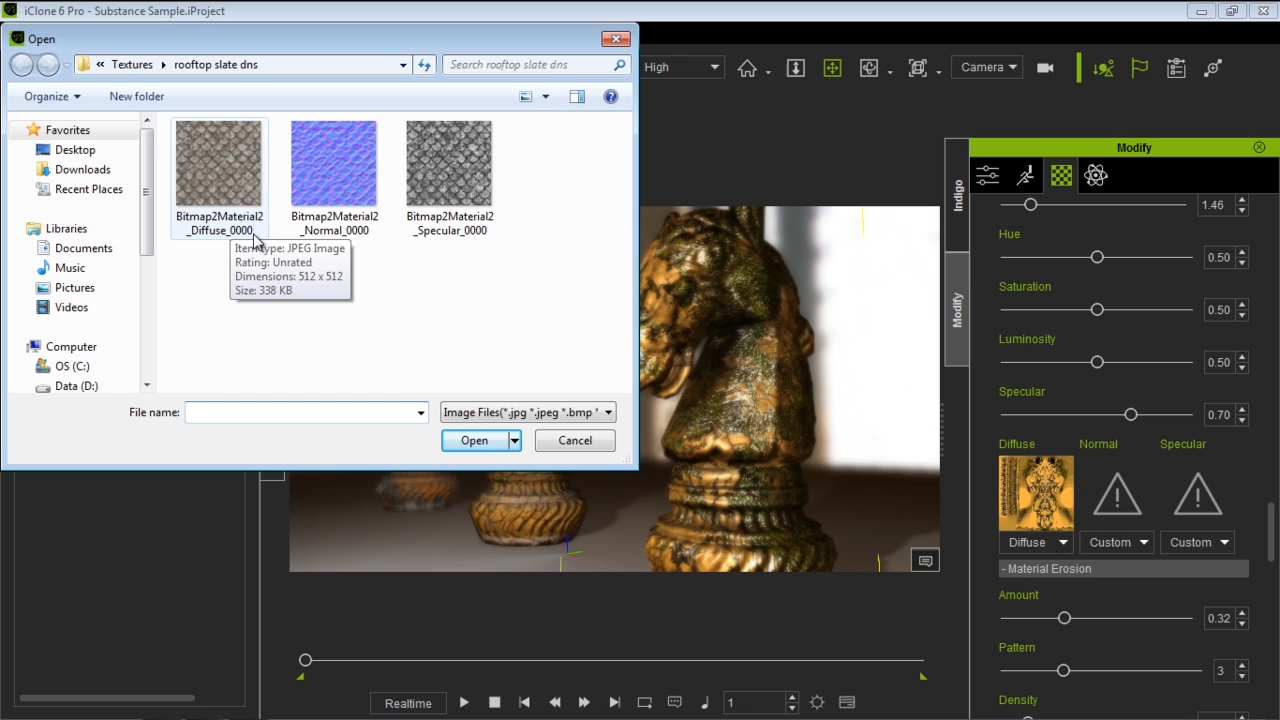 iClone 6 Pro - Substance Sample.iProject
Open
« Textures ▸ rooftop slate dns
Search rooftop slate dns
Organize
New folder
Favorites
Desktop
Downloads
Recent Places
Libraries
Documents
Music
Pictures
Videos
Computer
OS (C:)
Data (D:)
Bitmap2Material2
_Diffuse_0000
Bitmap2Material2
_Normal_0000
Bitmap2Material2
_Specular_0000
Item type: JPEG Image
Rating: Unrated
Dimensions: 512 x 512
Size: 338 KB
File name:
Image Files(*.jpg *.jpeg *.bmp *
Open
Cancel
High
Camera
Indigo
Modify
Modify
1.46
Hue
0.50
Saturation
0.50
Luminosity
0.50
Specular
0.70
Diffuse Normal Specular
Diffuse Custom Custom
- Material Erosion
Amount
0.32
Pattern
3
Density
Realtime
1